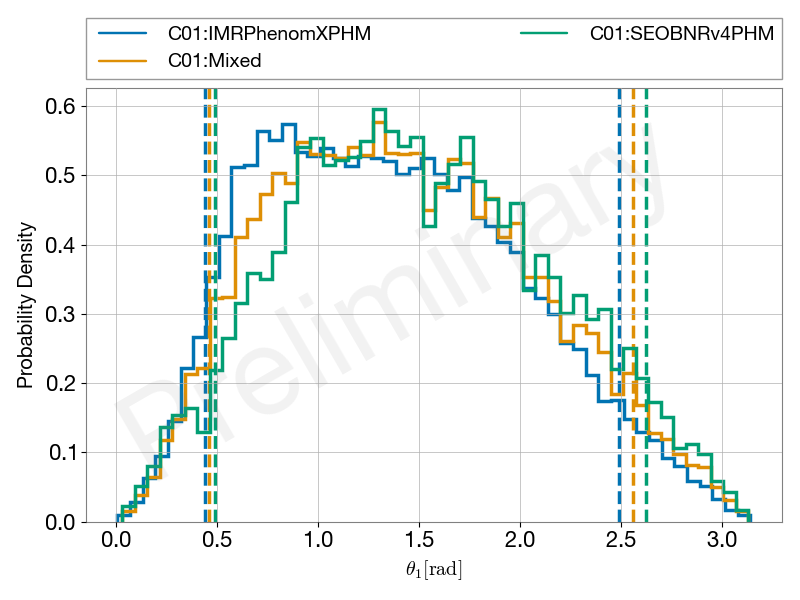 C01:IMRPhenomXPHM
C01:Mixed
C01:SEOBNRv4PHM
Preliminary
Probability Density
0.6
0.5
0.4
0.3
0.2
0.1
0.0
0.0 0.5 1.0 1.5 2.0 2.5 3.0
θ₁[rad]